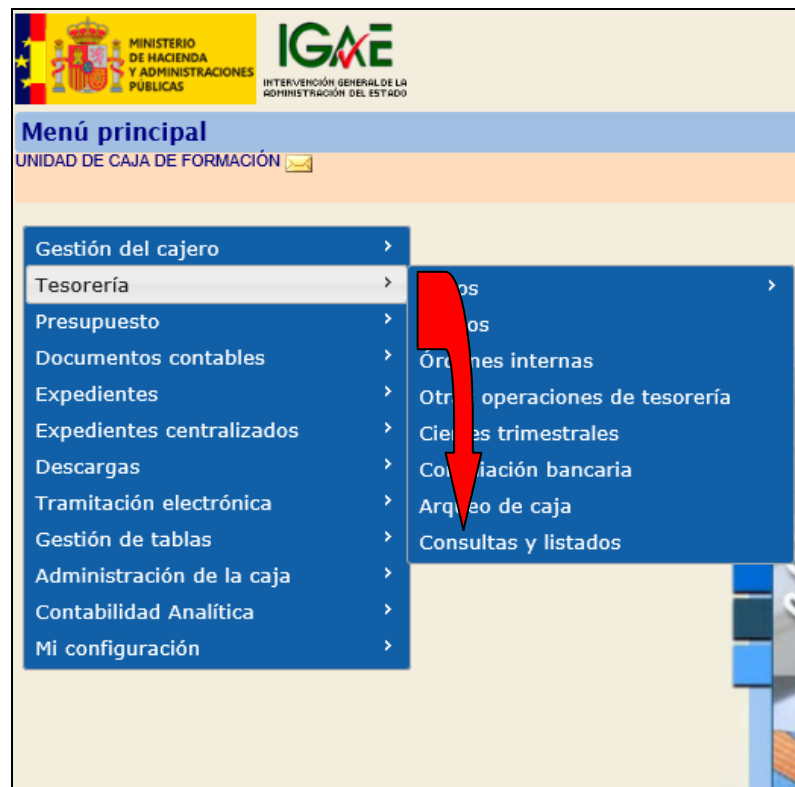 MINISTERIO
DE HACIENDA
Y ADMINISTRACIONES
PÚBLICAS
IGAE
INTERVENCIÓN GENERAL DE LA
ADMINISTRACIÓN DEL ESTADO
Menú principal
UNIDAD DE CAJA DE FORMACIÓN
Gestión del cajero
Tesorería
Presupuesto
Documentos contables
Expedientes
Expedientes centralizados
Descargas
Tramitación electrónica
Gestión de tablas
Administración de la caja
Contabilidad Analítica
Mi configuración
Órdenes internas
Otras operaciones de tesorería
Cierres trimestrales
Conciliación bancaria
Arqueo de caja
Consultas y listados